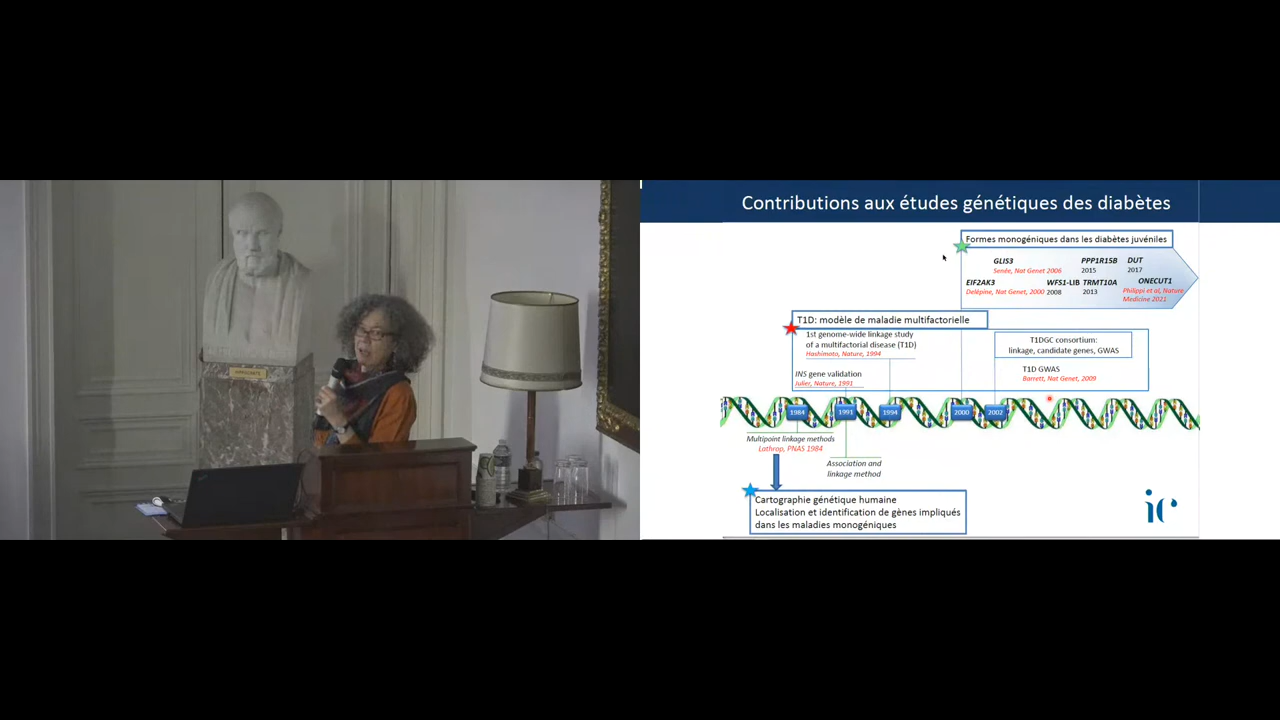 HIPPOCRATE
Contributions aux études génétiques des diabètes
Formes monogéniques dans les diabètes juvéniles
GLIS3
Senée, Nat Genet 2006
PPP1R15B
2015
DUT
2017
EIF2AK3
Delépine, Nat Genet, 2000
WFS1-LIB
2008
TRMT10A
2013
ONECUT1
Philippi et al, Nature
Medicine 2021
T1D: modèle de maladie multifactorielle
1st genome-wide linkage study
of a multifactorial disease (T1D)
Hashimoto, Nature, 1994
INS gene validation
Julier, Nature, 1991
T1DGC consortium:
linkage, candidate genes, GWAS
T1D GWAS
Barrett, Nat Genet, 2009
1984
1991
1994
2000
2002
Multipoint linkage methods
Lathrop, PNAS 1984
Association and
linkage method
Cartographie génétique humaine
Localisation et identification de gènes impliqués
dans les maladies monogéniques
ic